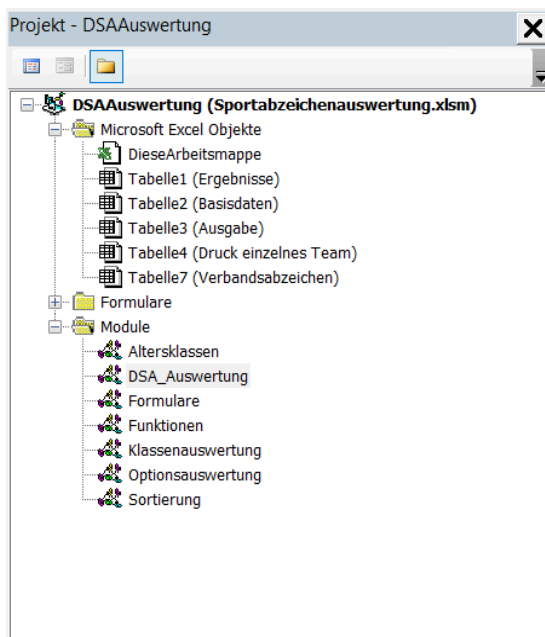 Projekt - DSAAuswertung
DSAAuswertung (Sportabzeichenauswertung.xlsm)
Microsoft Excel Objekte
DieseArbeitsmappe
Tabelle1 (Ergebnisse)
Tabelle2 (Basisdaten)
Tabelle3 (Ausgabe)
Tabelle4 (Druck einzelnes Team)
Tabelle7 (Verbandsabzeichen)
Formulare
Module
Altersklassen
DSA_Auswertung
Formulare
Funktionen
Klassenauswertung
Optionsauswertung
Sortierung